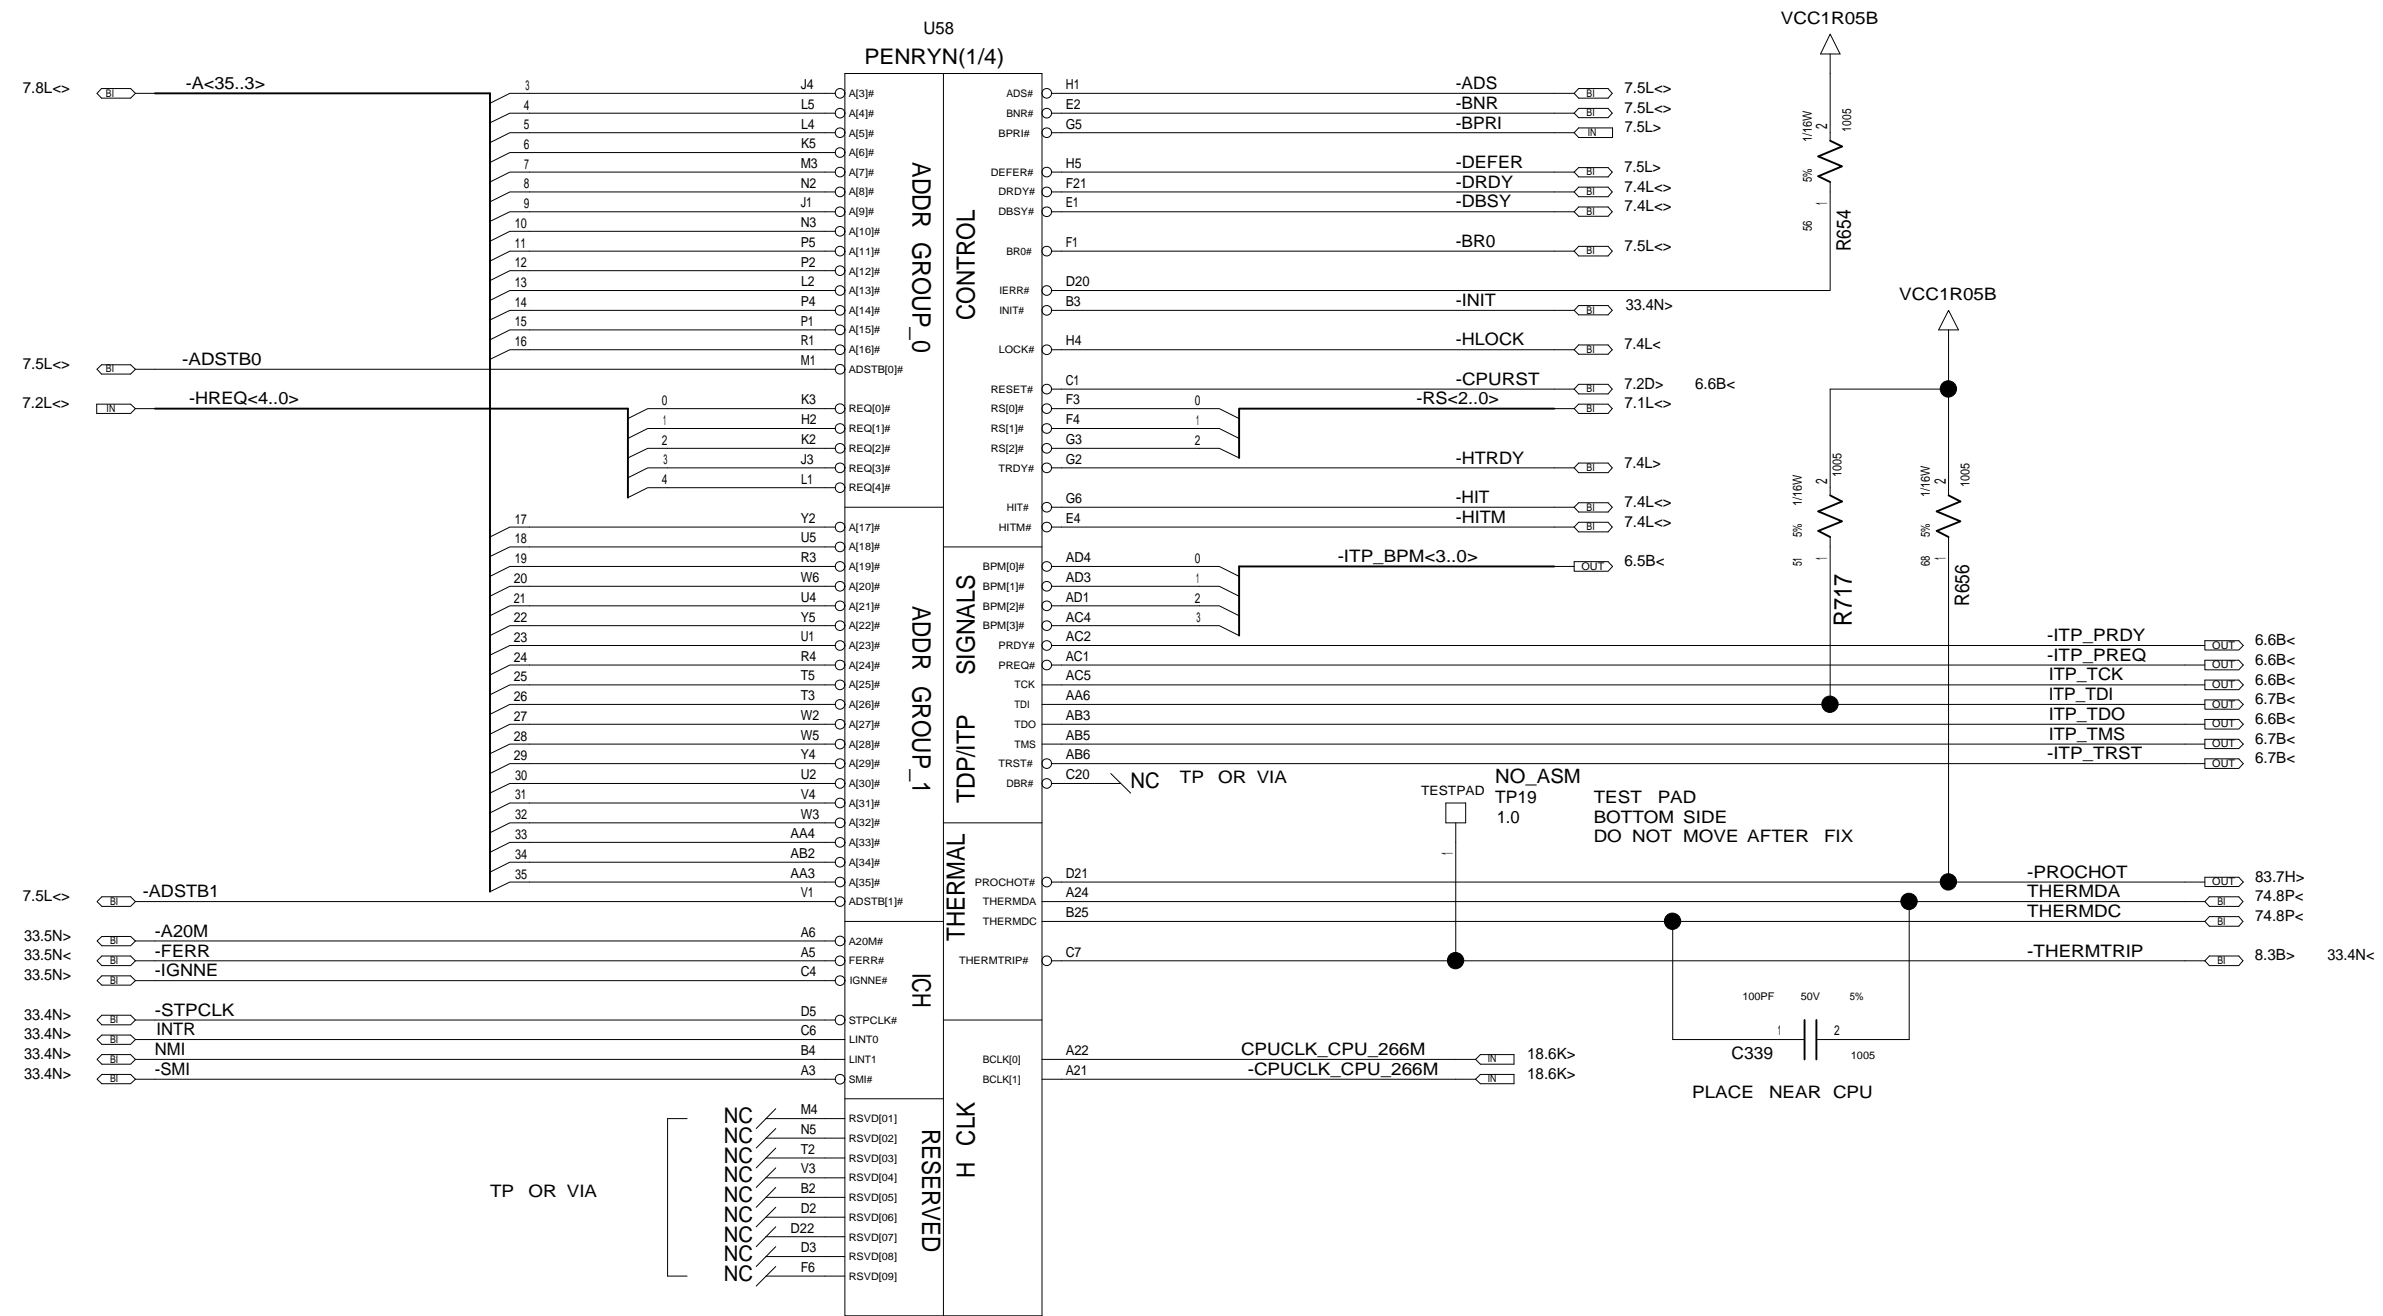 U58
PENRYN(1/4)
VCC1R05B
7.8L<> BI -A<35..3>
3 J4 A[3]#
4 L5 A[4]#
5 L4 A[5]#
6 K5 A[6]#
7 M3 A[7]#
8 N2 A[8]#
9 J1 A[9]#
10 N3 A[10]#
11 P5 A[11]#
12 P2 A[12]#
13 L2 A[13]#
14 P4 A[14]#
15 P1 A[15]#
16 R1 A[16]#
7.5L<> BI -ADSTB0 M1 ADSTB[0]#
7.2L<> IN -HREQ<4..0>
0 K3 REQ[0]#
1 H2 REQ[1]#
2 K2 REQ[2]#
3 J3 REQ[3]#
4 L1 REQ[4]#
ADDR GROUP_0
17 Y2 A[17]#
18 U5 A[18]#
19 R3 A[19]#
20 W6 A[20]#
21 U4 A[21]#
22 Y5 A[22]#
23 U1 A[23]#
24 R4 A[24]#
25 T5 A[25]#
26 T3 A[26]#
27 W2 A[27]#
28 W5 A[28]#
29 Y4 A[29]#
30 U2 A[30]#
31 V4 A[31]#
32 W3 A[32]#
33 AA4 A[33]#
34 AB2 A[34]#
35 AA3 A[35]#
7.5L<> BI -ADSTB1 V1 ADSTB[1]#
ADDR GROUP_1
33.5N> BI -A20M A6 A20M#
33.5N< BI -FERR A5 FERR#
33.5N> BI -IGNNE C4 IGNNE#
33.4N> BI -STPCLK D5 STPCLK#
33.4N> BI INTR C6 LINT0
33.4N> BI NMI B4 LINT1
33.4N> BI -SMI A3 SMI#
ICH
NC M4 RSVD[01]
NC N5 RSVD[02]
NC T2 RSVD[03]
NC V3 RSVD[04]
NC B2 RSVD[05]
NC D2 RSVD[06]
NC D22 RSVD[07]
NC D3 RSVD[08]
NC F6 RSVD[09]
TP OR VIA
RESERVED
CONTROL
ADS# H1 -ADS BI 7.5L<>
BNR# E2 -BNR BI 7.5L<>
BPRI# G5 -BPRI IN 7.5L>
DEFER# H5 -DEFER BI 7.5L>
DRDY# F21 -DRDY BI 7.4L<>
DBSY# E1 -DBSY BI 7.4L<>
BR0# F1 -BR0 BI 7.5L<>
IERR# D20
INIT# B3 -INIT BI 33.4N>
LOCK# H4 -HLOCK BI 7.4L<
RESET# C1 -CPURST BI 7.2D> 6.6B<
RS[0]# F3 0 -RS<2..0> BI 7.1L<>
RS[1]# F4 1
RS[2]# G3 2
TRDY# G2 -HTRDY BI 7.4L>
HIT# G6 -HIT BI 7.4L<>
HITM# E4 -HITM BI 7.4L<>
TDP/ITP SIGNALS
BPM[0]# AD4 0 -ITP_BPM<3..0> OUT 6.5B<
BPM[1]# AD3 1
BPM[2]# AD1 2
BPM[3]# AC4 3
PRDY# AC2 -ITP_PRDY OUT 6.6B<
PREQ# AC1 -ITP_PREQ OUT 6.6B<
TCK AC5 ITP_TCK OUT 6.6B<
TDI AA6 ITP_TDI OUT 6.7B<
TDO AB3 ITP_TDO OUT 6.6B<
TMS AB5 ITP_TMS OUT 6.7B<
TRST# AB6 -ITP_TRST OUT 6.7B<
DBR# C20 NC TP OR VIA
THERMAL
PROCHOT# D21 -PROCHOT OUT 83.7H>
THERMDA A24 THERMDA BI 74.8P<
THERMDC B25 THERMDC BI 74.8P<
THERMTRIP# C7 -THERMTRIP BI 8.3B> 33.4N<
H CLK
BCLK[0] A22 CPUCLK_CPU_266M IN 18.6K>
BCLK[1] A21 -CPUCLK_CPU_266M IN 18.6K>
1/16W 2 1005
5% 1
56 R654
VCC1R05B
1/16W 2 1005
5% 1
51 R717
1/16W 2 1005
5% 1
68 R656
NO_ASM
TESTPAD TP19 TEST PAD
1.0 BOTTOM SIDE
DO NOT MOVE AFTER FIX
1
100PF 50V 5%
1 2
C339 1005
PLACE NEAR CPU